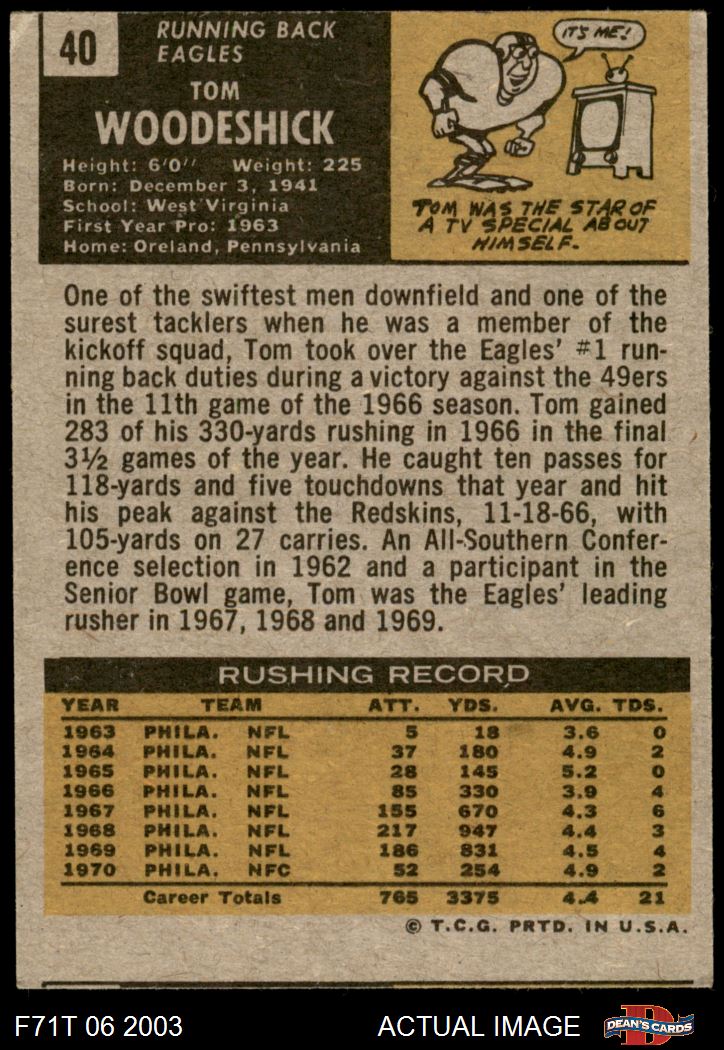 40
RUNNING BACK
EAGLES
TOM
WOODESHICK
Height: 6'0'' Weight: 225
Born: December 3, 1941
School: West Virginia
First Year Pro: 1963
Home: Oreland, Pennsylvania
IT'S ME!
TOM WAS THE STAR OF
A TV SPECIAL ABOUT
HIMSELF.
One of the swiftest men downfield and one of the
surest tacklers when he was a member of the
kickoff squad, Tom took over the Eagles' #1 run-
ning back duties during a victory against the 49ers
in the 11th game of the 1966 season. Tom gained
283 of his 330-yards rushing in 1966 in the final
3½ games of the year. He caught ten passes for
118-yards and five touchdowns that year and hit
his peak against the Redskins, 11-18-66, with
105-yards on 27 carries. An All-Southern Confer-
ence selection in 1962 and a participant in the
Senior Bowl game, Tom was the Eagles' leading
rusher in 1967, 1968 and 1969.
RUSHING RECORD
YEAR TEAM ATT. YDS. AVG. TDS.
1963 PHILA. NFL 5 18 3.6 0
1964 PHILA. NFL 37 180 4.9 2
1965 PHILA. NFL 28 145 5.2 0
1966 PHILA. NFL 85 330 3.9 4
1967 PHILA. NFL 155 670 4.3 6
1968 PHILA. NFL 217 947 4.4 3
1969 PHILA. NFL 186 831 4.5 4
1970 PHILA. NFC 52 254 4.9 2
Career Totals 765 3375 4.4 21
© T.C.G. PRTD. IN U.S.A.
F71T 06 2003 ACTUAL IMAGE
D
DEAN'S CARDS